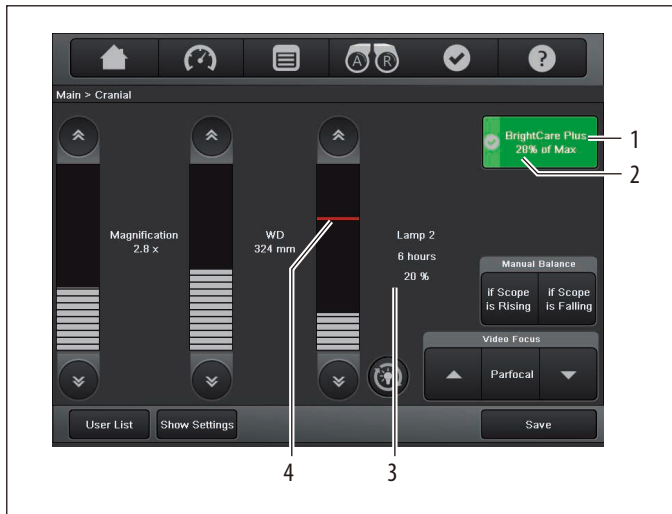 A R ?
Main > Cranial
BrightCare Plus
20% of Max
1
2
Magnification
2.8 x
WD
324 mm
Lamp 2
6 hours
20 %
Manual Balance
if Scope
is Rising
if Scope
is Falling
Video Focus
Parfocal
User List
Show Settings
Save
4
3